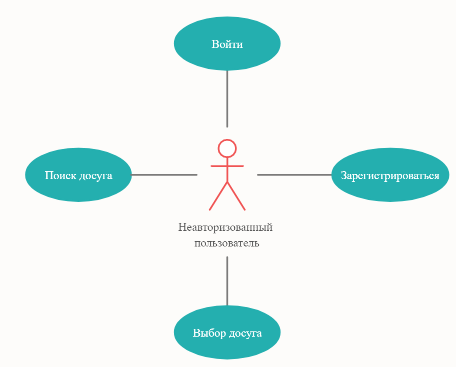 Войти
Поиск досуга
Зарегистрироваться
Неавторизованный
пользователь
Выбор досуга